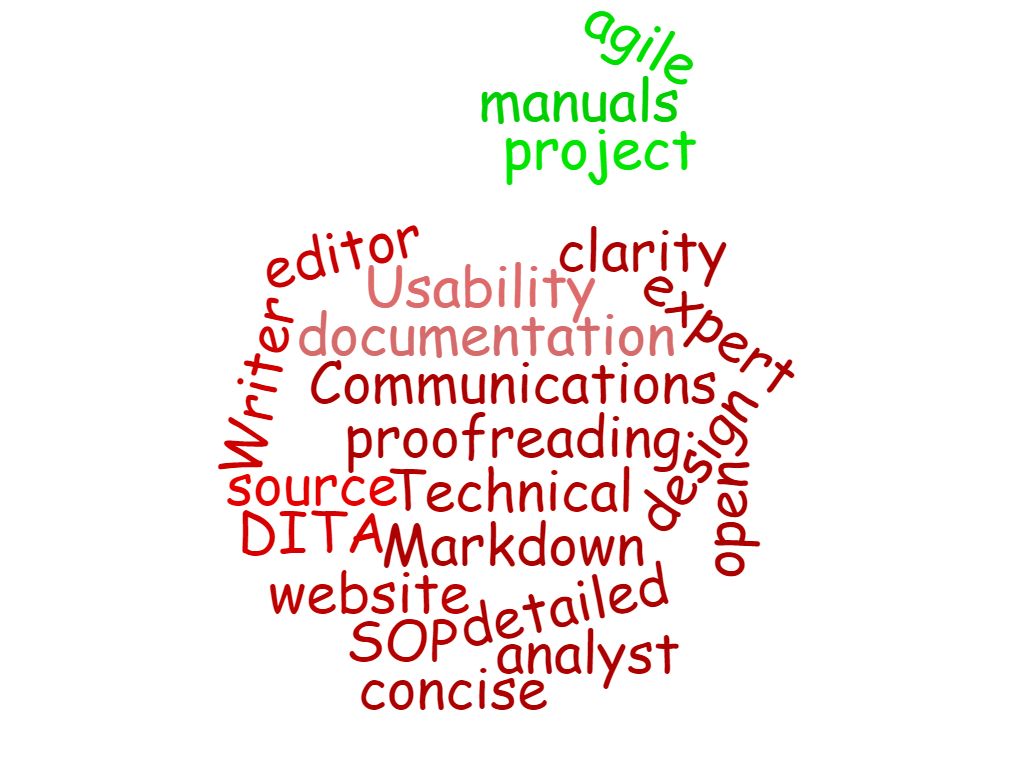 agile
manuals
project
editor
clarity
Usability
expert
Writer
documentation
Communications
proofreading
design
source
Technical
open
DITA
Markdown
website
detailed
SOP
analyst
concise